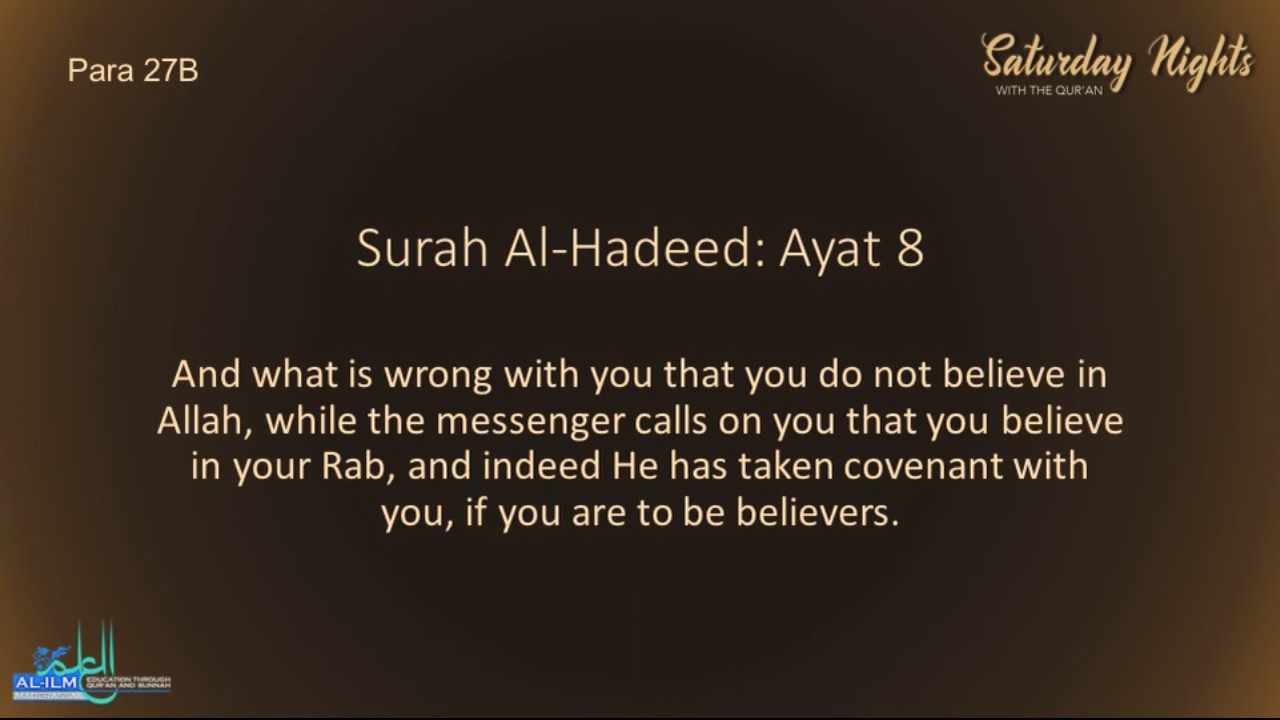 Para 27B
Saturday Nights
WITH THE QUR'AN
Surah Al-Hadeed: Ayat 8
And what is wrong with you that you do not believe in
Allah, while the messenger calls on you that you believe
in your Rab, and indeed He has taken covenant with
you, if you are to be believers.
العلم
AL-ILM
EDUCATION THROUGH
QUR'AN AND SUNNAH